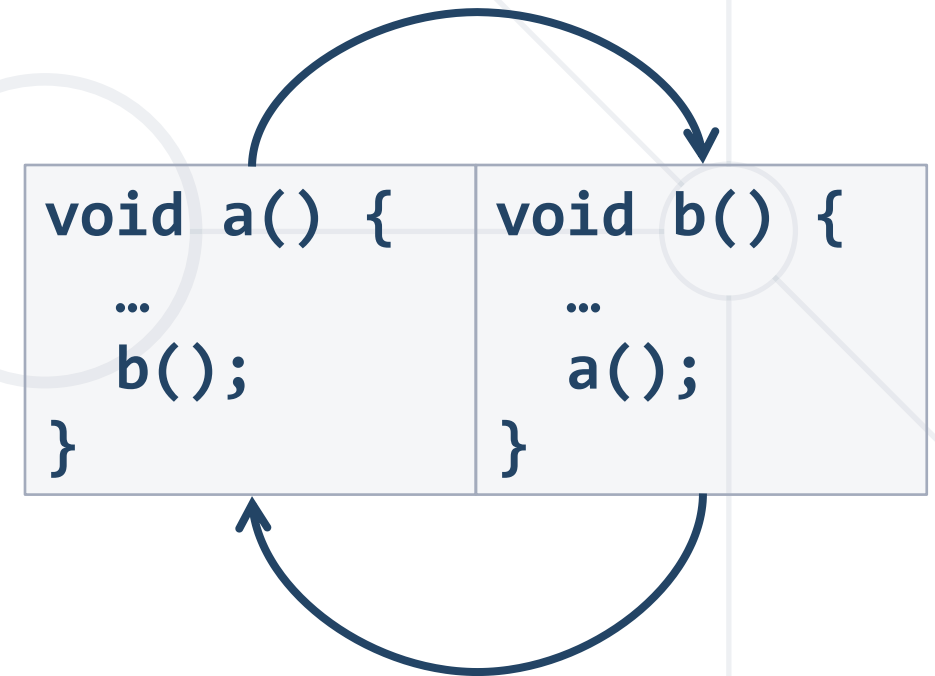 void a() {
…
b();
}
void b() {
…
a();
}